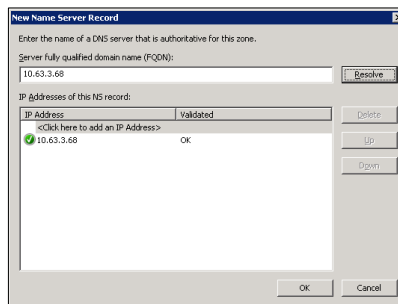 New Name Server Record
Enter the name of a DNS server that is authoritative for this zone.
Server fully qualified domain name (FQDN):
10.63.3.68
Resolve
IP Addresses of this NS record:
IP Address Validated
<Click here to add an IP Address>
10.63.3.68 OK
Delete
Up
Down
OK Cancel